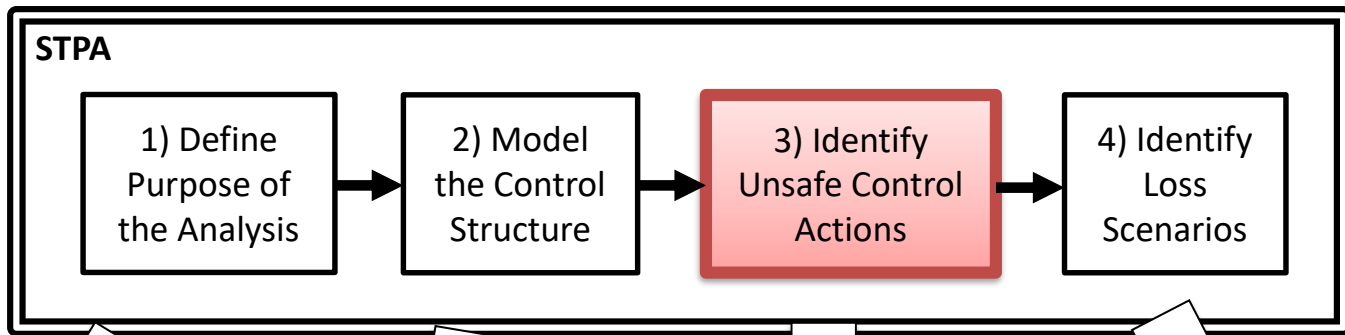 STPA
1) Define
Purpose of
the Analysis
2) Model
the Control
Structure
3) Identify
Unsafe Control
Actions
4) Identify
Loss
Scenarios